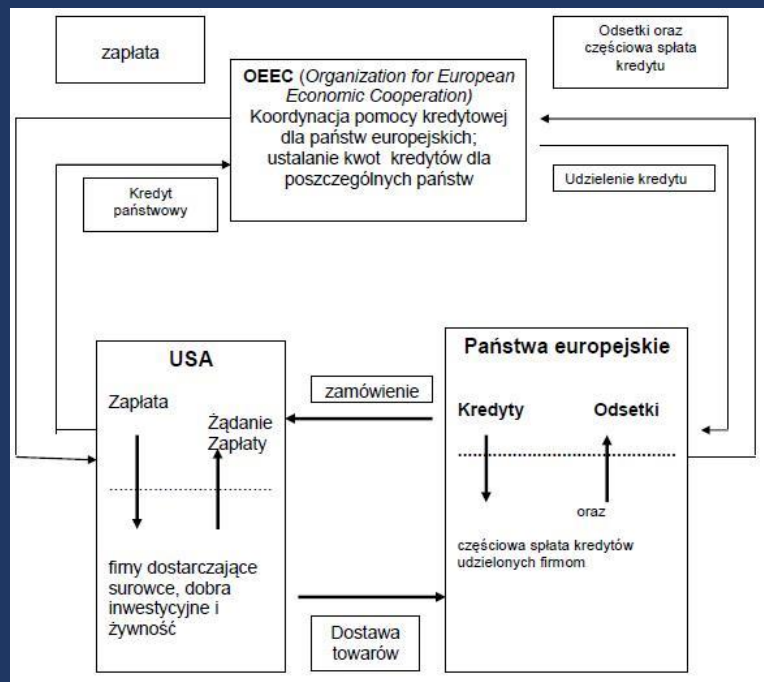 zapłata
OEEC (Organization for European
Economic Cooperation)
Koordynacja pomocy kredytowej
dla państw europejskich;
ustalanie kwot kredytów dla
poszczególnych państw
Odsetki oraz
częściowa spłata
kredytu
Kredyt
państwowy
Udzielenie kredytu
USA
Zapłata
Żądanie
Zapłaty
firmy dostarczające
surowce, dobra
inwestycyjne i
żywność
zamówienie
Dostawa
towarów
Państwa europejskie
Kredyty
Odsetki
oraz
częściowa spłata kredytów
udzielonych firmom